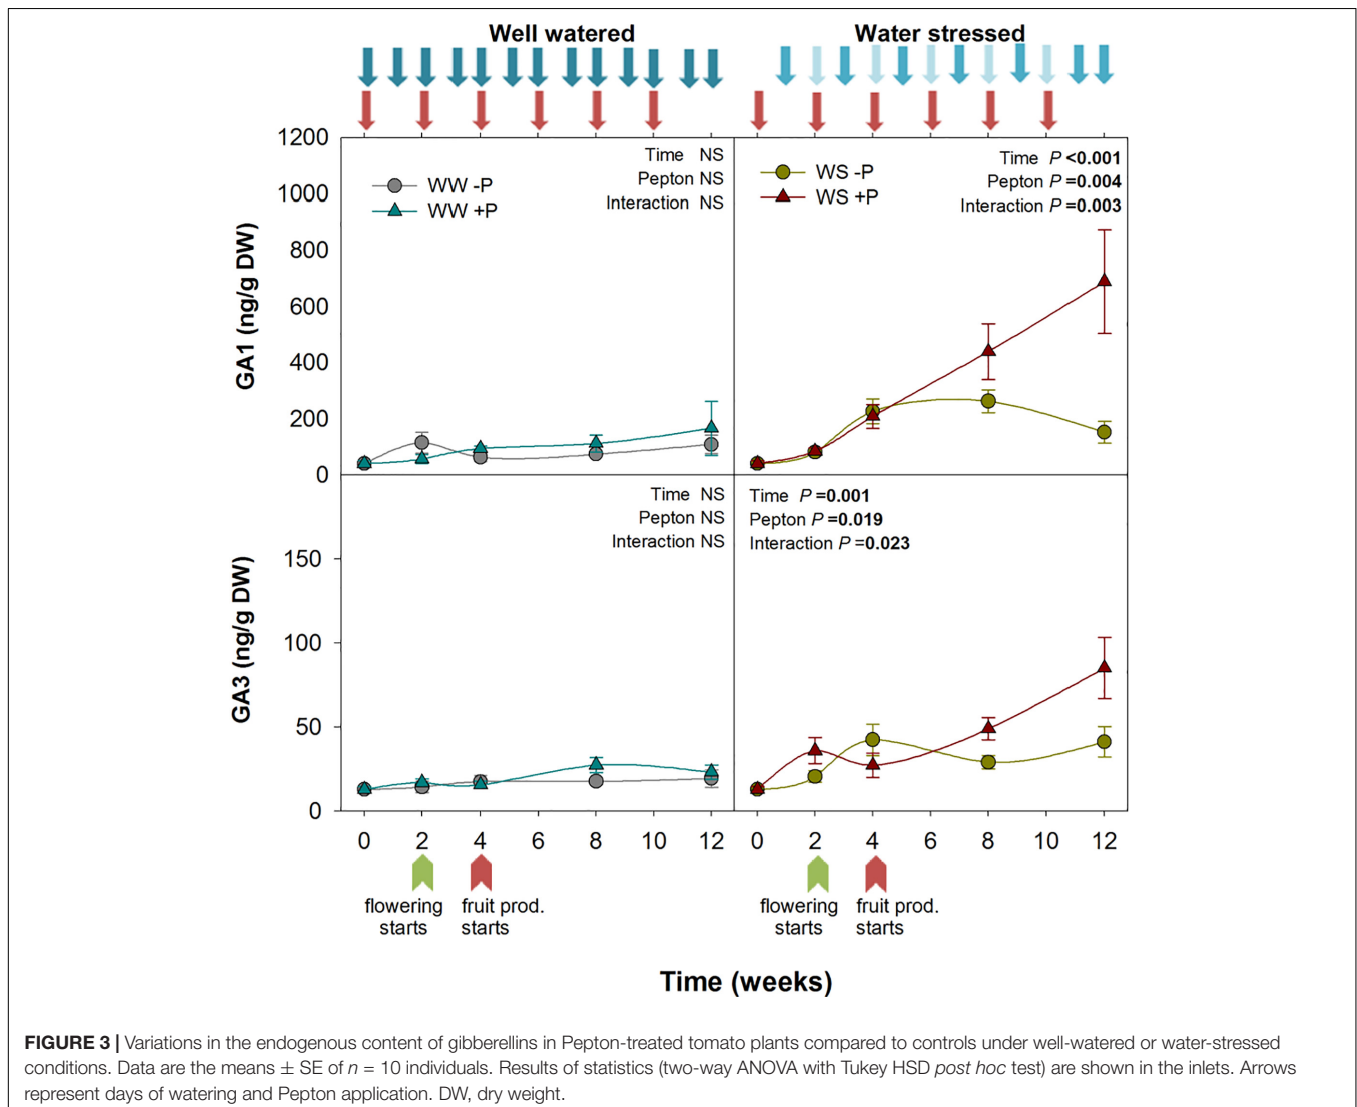 Well watered
Water stressed
1200
1000
800
600
400
200
0
GA1 (ng/g DW)
WW -P
WW +P
Time NS
Pepton NS
Interaction NS
WS -P
WS +P
Time P <0.001
Pepton P =0.004
Interaction P =0.003
150
100
50
0
GA3 (ng/g DW)
Time NS
Pepton NS
Interaction NS
Time P =0.001
Pepton P =0.019
Interaction P =0.023
0 2 4 6 8 10 12
0 2 4 6 8 10 12
flowering
starts
fruit prod.
starts
flowering
starts
fruit prod.
starts
Time (weeks)
FIGURE 3 | Variations in the endogenous content of gibberellins in Pepton-treated tomato plants compared to controls under well-watered or water-stressed
conditions. Data are the means ± SE of n = 10 individuals. Results of statistics (two-way ANOVA with Tukey HSD post hoc test) are shown in the inlets. Arrows
represent days of watering and Pepton application. DW, dry weight.